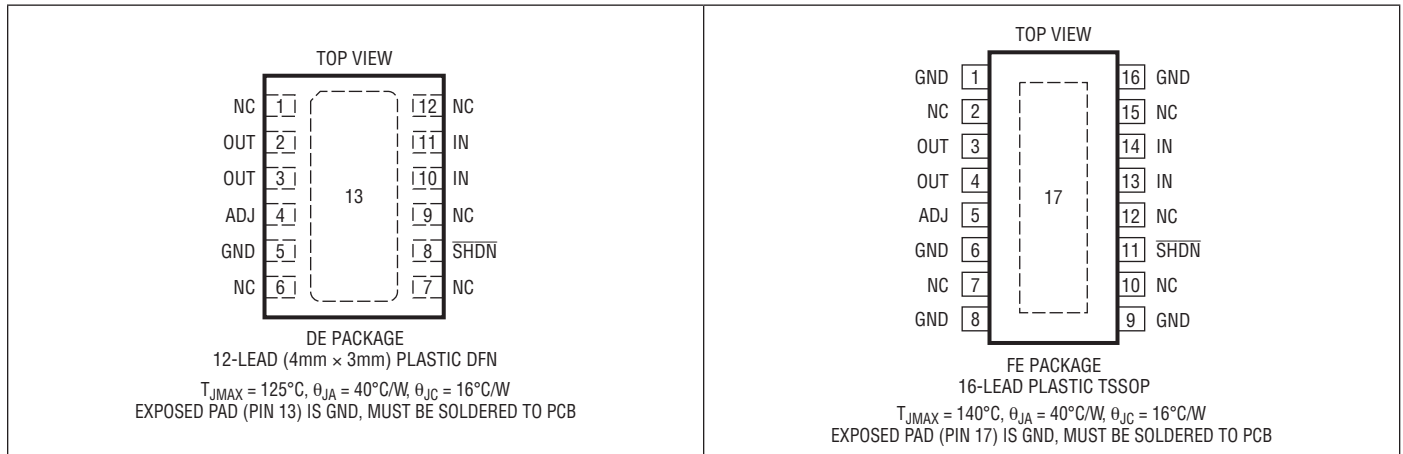 TOP VIEW
NC 1 12 NC
OUT 2 11 IN
OUT 3 10 IN
ADJ 4 9 NC
GND 5 8 SHDN
NC 6 7 NC
13
DE PACKAGE
12-LEAD (4mm × 3mm) PLASTIC DFN
TJMAX = 125°C, θJA = 40°C/W, θJC = 16°C/W
EXPOSED PAD (PIN 13) IS GND, MUST BE SOLDERED TO PCB
TOP VIEW
GND 1 16 GND
NC 2 15 NC
OUT 3 14 IN
OUT 4 13 IN
ADJ 5 12 NC
GND 6 11 SHDN
NC 7 10 NC
GND 8 9 GND
17
FE PACKAGE
16-LEAD PLASTIC TSSOP
TJMAX = 140°C, θJA = 40°C/W, θJC = 16°C/W
EXPOSED PAD (PIN 17) IS GND, MUST BE SOLDERED TO PCB